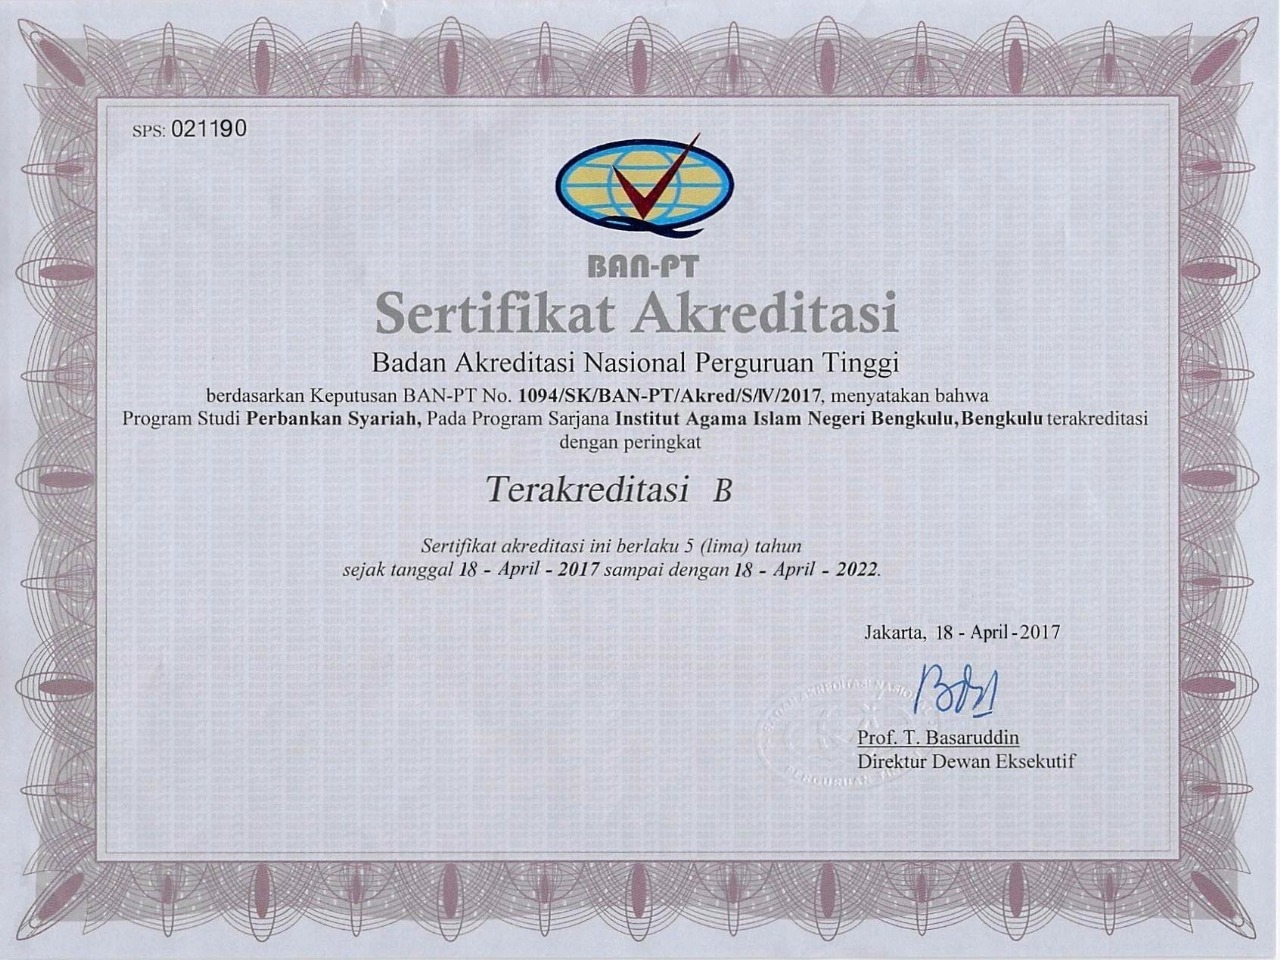 SPS: 021190
BAN-PT
Sertifikat Akreditasi
Badan Akreditasi Nasional Perguruan Tinggi
berdasarkan Keputusan BAN-PT No. 1094/SK/BAN-PT/Akred/S/IV/2017, menyatakan bahwa
Program Studi Perbankan Syariah, Pada Program Sarjana Institut Agama Islam Negeri Bengkulu, Bengkulu terakreditasi
dengan peringkat
Terakreditasi B
Sertifikat akreditasi ini berlaku 5 (lima) tahun
sejak tanggal 18 - April - 2017 sampai dengan 18 - April - 2022.
Jakarta, 18 - April - 2017
Prof. T. Basaruddin
Direktur Dewan Eksekutif